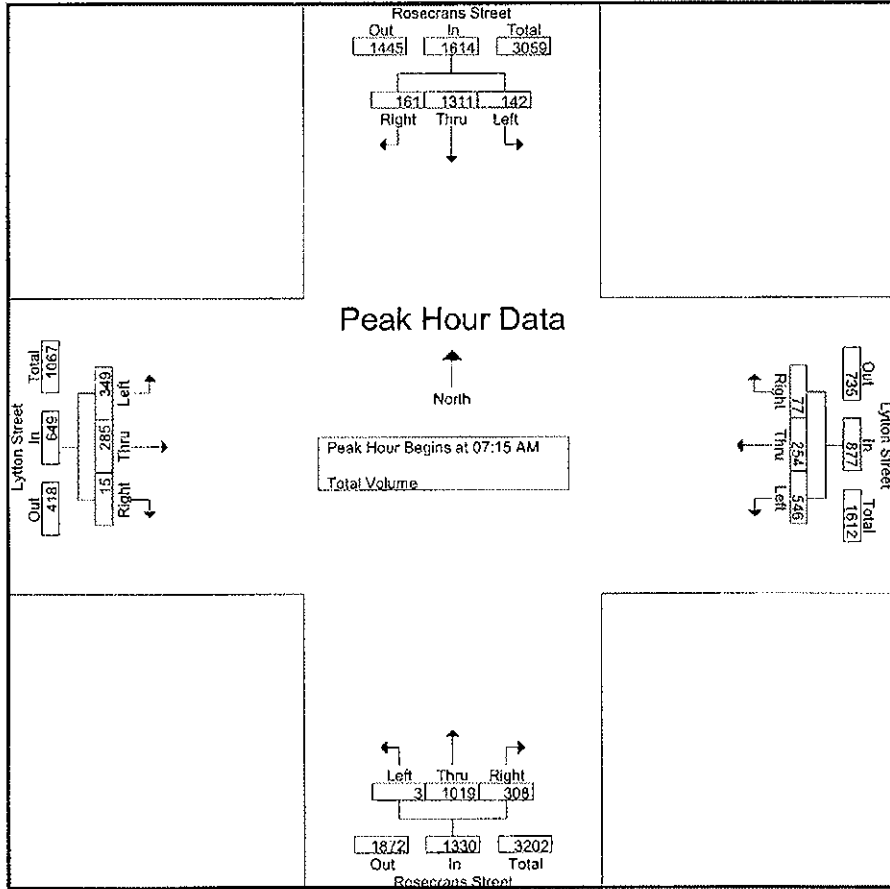 Rosecrans Street
Out In Total
1445 1614 3059
161 1311 142
Right Thru Left
Peak Hour Data
North
Peak Hour Begins at 07:15 AM
Total Volume
Lytton Street
Total In Out
1067 649 418
349 285 15
Left Thru Right
Right Thru Left
77 254 546
735 877 1612
Out In Total
Lytton Street
Left Thru Right
3 1019 308
1872 1330 3202
Out In Total
Rosecrans Street